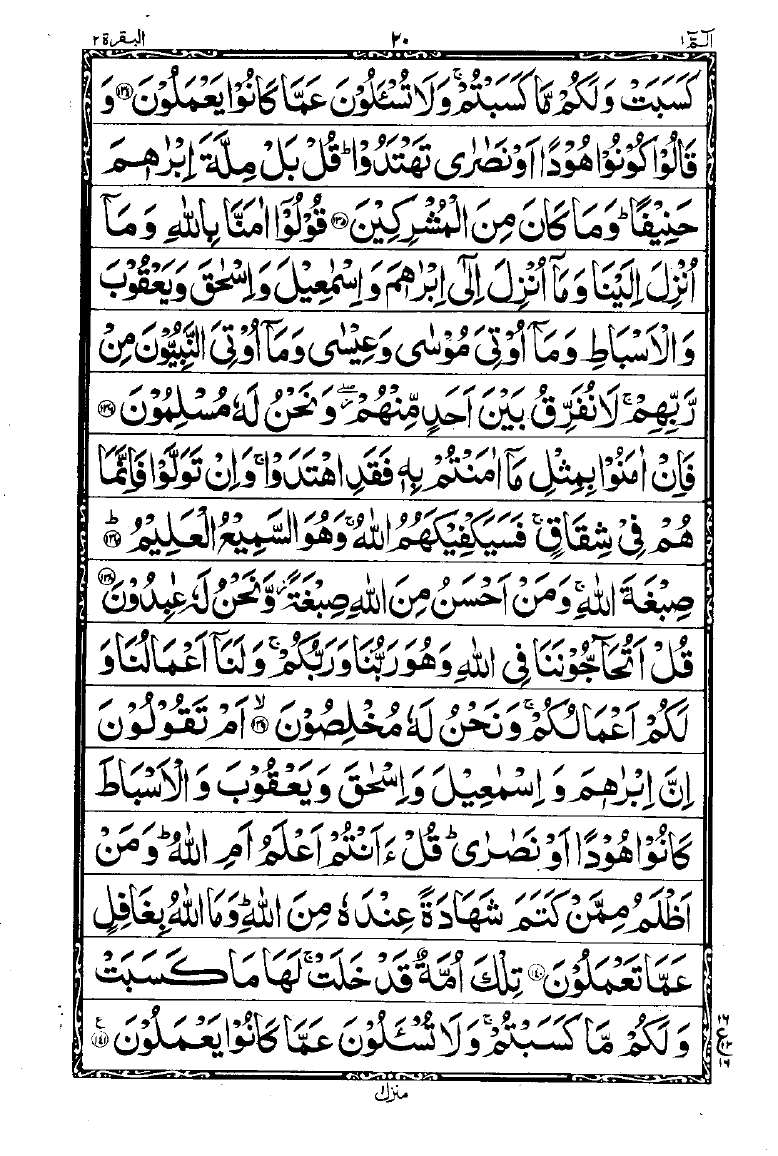 الٓمّٓ ١ ٢٠ البقرة ٢
كَسَبَتْ وَلَكُمْ مَّا كَسَبْتُمْ ۚ وَلَا تُسْـَٔلُوْنَ عَمَّا كَانُوْا يَعْمَلُوْنَ ﴿١٣٤﴾ وَ
قَالُوْا كُوْنُوْا هُوْدًا اَوْ نَصٰرٰى تَهْتَدُوْا ؕ قُلْ بَلْ مِلَّةَ اِبْرٰهٖمَ
حَنِيْفًا ؕ وَمَا كَانَ مِنَ الْمُشْرِكِيْنَ ﴿١٣٥﴾ قُوْلُوْٓا اٰمَنَّا بِاللّٰهِ وَمَآ
اُنْزِلَ اِلَيْنَا وَمَآ اُنْزِلَ اِلٰٓى اِبْرٰهٖمَ وَاِسْمٰعِيْلَ وَاِسْحٰقَ وَيَعْقُوْبَ
وَالْاَسْبَاطِ وَمَآ اُوْتِيَ مُوْسٰى وَعِيْسٰى وَمَآ اُوْتِيَ النَّبِيُّوْنَ مِنْ
رَّبِّهِمْ ۚ لَا نُفَرِّقُ بَيْنَ اَحَدٍ مِّنْهُمْ ۖ وَنَحْنُ لَهٗ مُسْلِمُوْنَ ﴿١٣٦﴾
فَاِنْ اٰمَنُوْا بِمِثْلِ مَآ اٰمَنْتُمْ بِهٖ فَقَدِ اهْتَدَوْا ۚ وَاِنْ تَوَلَّوْا فَاِنَّمَا
هُمْ فِيْ شِقَاقٍ ۚ فَسَيَكْفِيْكَهُمُ اللّٰهُ ۚ وَهُوَ السَّمِيْعُ الْعَلِيْمُ ﴿١٣٧﴾ ؕ
صِبْغَةَ اللّٰهِ ۚ وَمَنْ اَحْسَنُ مِنَ اللّٰهِ صِبْغَةً ؗ وَّنَحْنُ لَهٗ عٰبِدُوْنَ ﴿١٣٨﴾
قُلْ اَتُحَآجُّوْنَنَا فِي اللّٰهِ وَهُوَ رَبُّنَا وَرَبُّكُمْ ۚ وَلَنَآ اَعْمَالُنَا وَ
لَكُمْ اَعْمَالُكُمْ ۚ وَنَحْنُ لَهٗ مُخْلِصُوْنَ ﴿١٣٩﴾ ۙ اَمْ تَقُوْلُوْنَ
اِنَّ اِبْرٰهٖمَ وَاِسْمٰعِيْلَ وَاِسْحٰقَ وَيَعْقُوْبَ وَالْاَسْبَاطَ
كَانُوْا هُوْدًا اَوْ نَصٰرٰى ؕ قُلْ ءَاَنْتُمْ اَعْلَمُ اَمِ اللّٰهُ ؕ وَمَنْ
اَظْلَمُ مِمَّنْ كَتَمَ شَهَادَةً عِنْدَهٗ مِنَ اللّٰهِ ؕ وَمَا اللّٰهُ بِغَافِلٍ
عَمَّا تَعْمَلُوْنَ ﴿١٤٠﴾ تِلْكَ اُمَّةٌ قَدْ خَلَتْ ۚ لَهَا مَا كَسَبَتْ
وَلَكُمْ مَّا كَسَبْتُمْ ۚ وَلَا تُسْـَٔلُوْنَ عَمَّا كَانُوْا يَعْمَلُوْنَ ﴿١٤١﴾ ع
١٦
ع ١٢
١٦
منزل ١